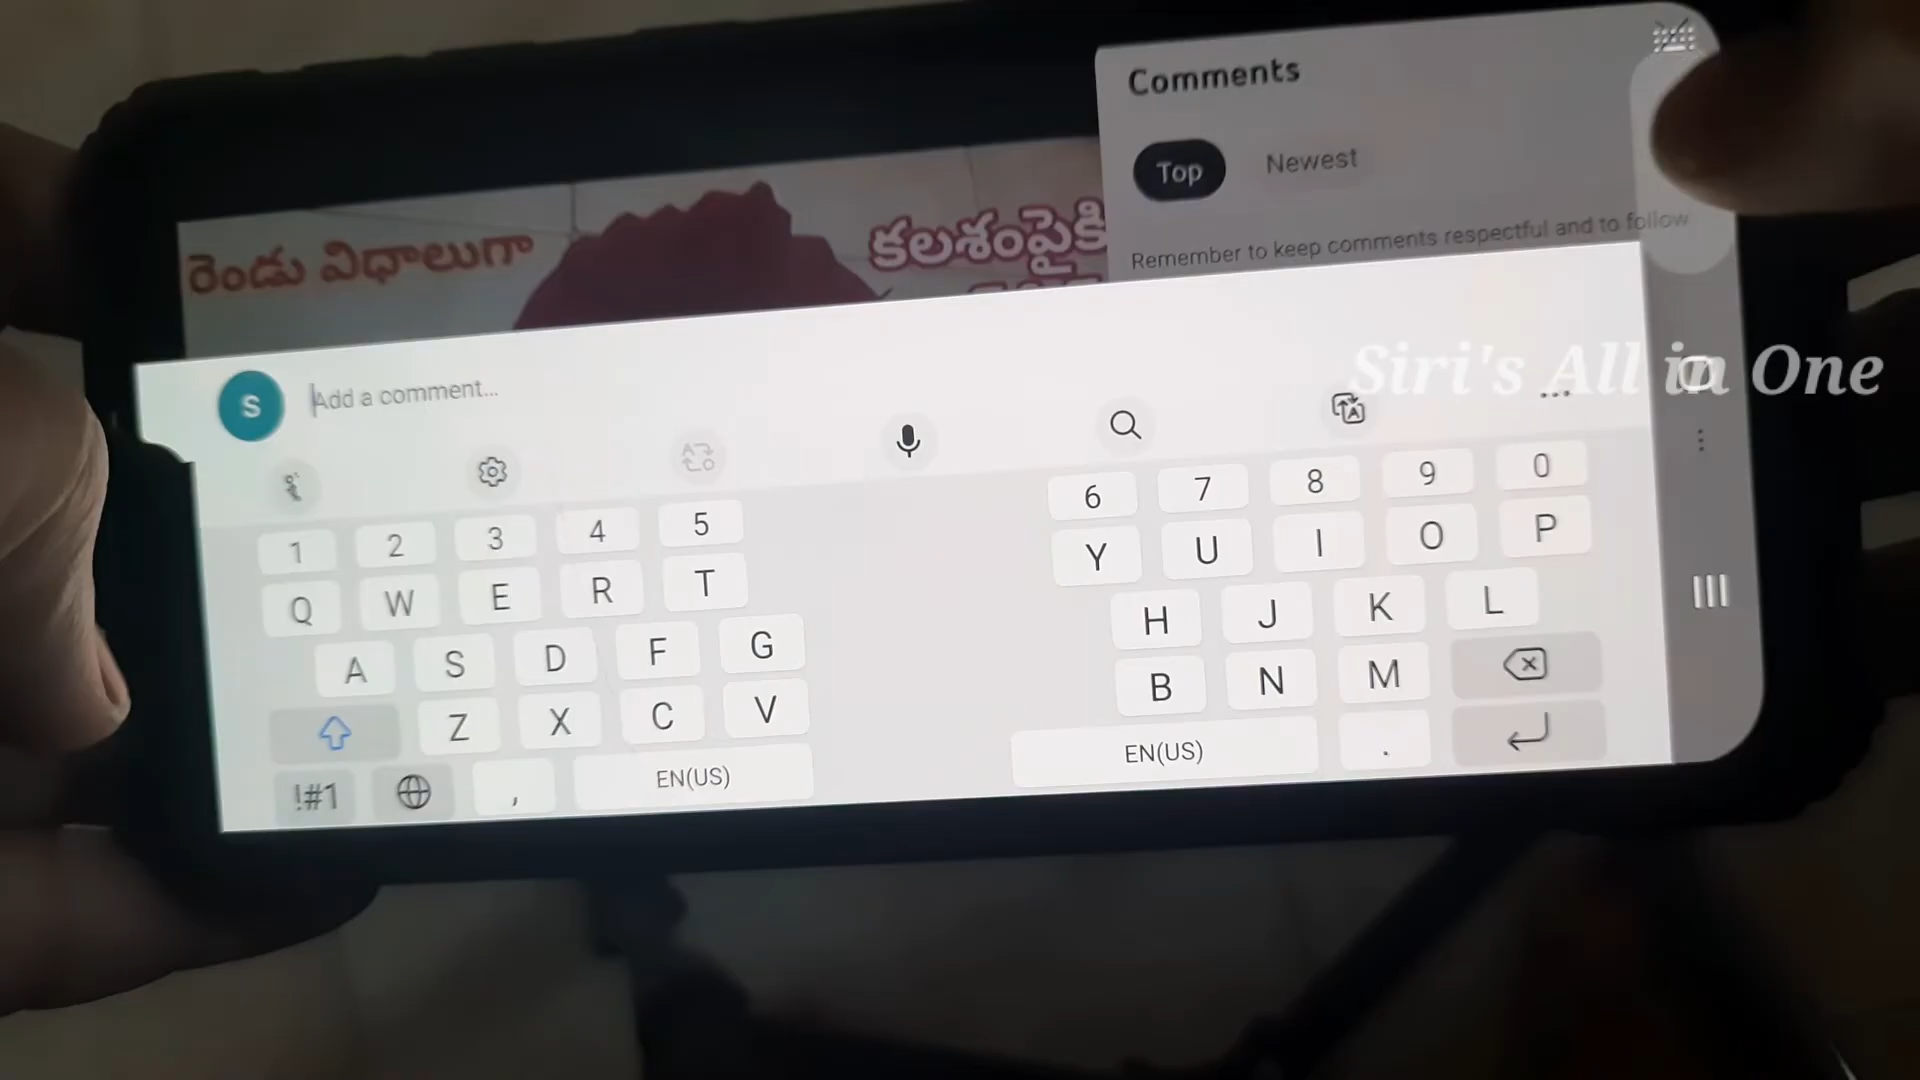 Comments
Top Newest
Remember to keep comments respectful and to follow
రెండు విధాలుగా
కలశంపైకి
Siri's All in One
S Add a comment...
1 2 3 4 5 6 7 8 9 0
Q W E R T Y U I O P
A S D F G H J K L
Z X C V B N M
!#1 , EN(US) EN(US) .